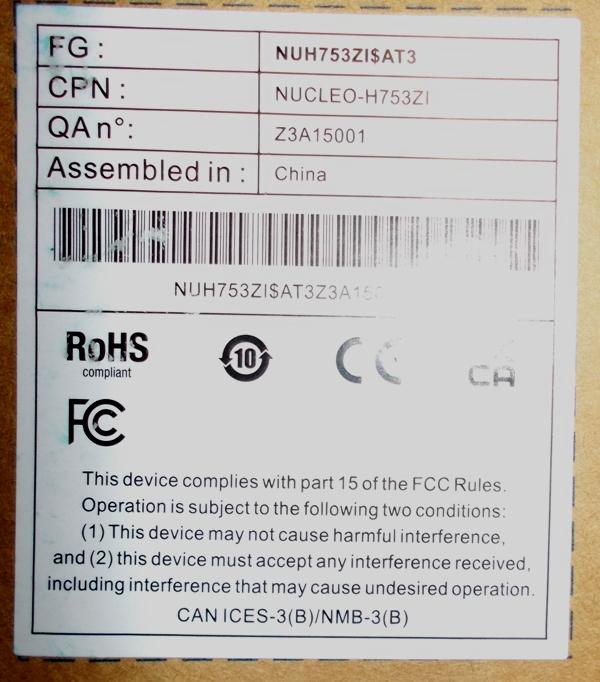 FG : NUH753ZI$AT3
CPN : NUCLEO-H753ZI
QA n°: Z3A15001
Assembled in : China
RoHS
compliant
10
CE
CA
FC
This device complies with part 15 of the FCC Rules.
Operation is subject to the following two conditions:
(1) This device may not cause harmful interference,
and (2) this device must accept any interference received,
including interference that may cause undesired operation.
CAN ICES-3(B)/NMB-3(B)